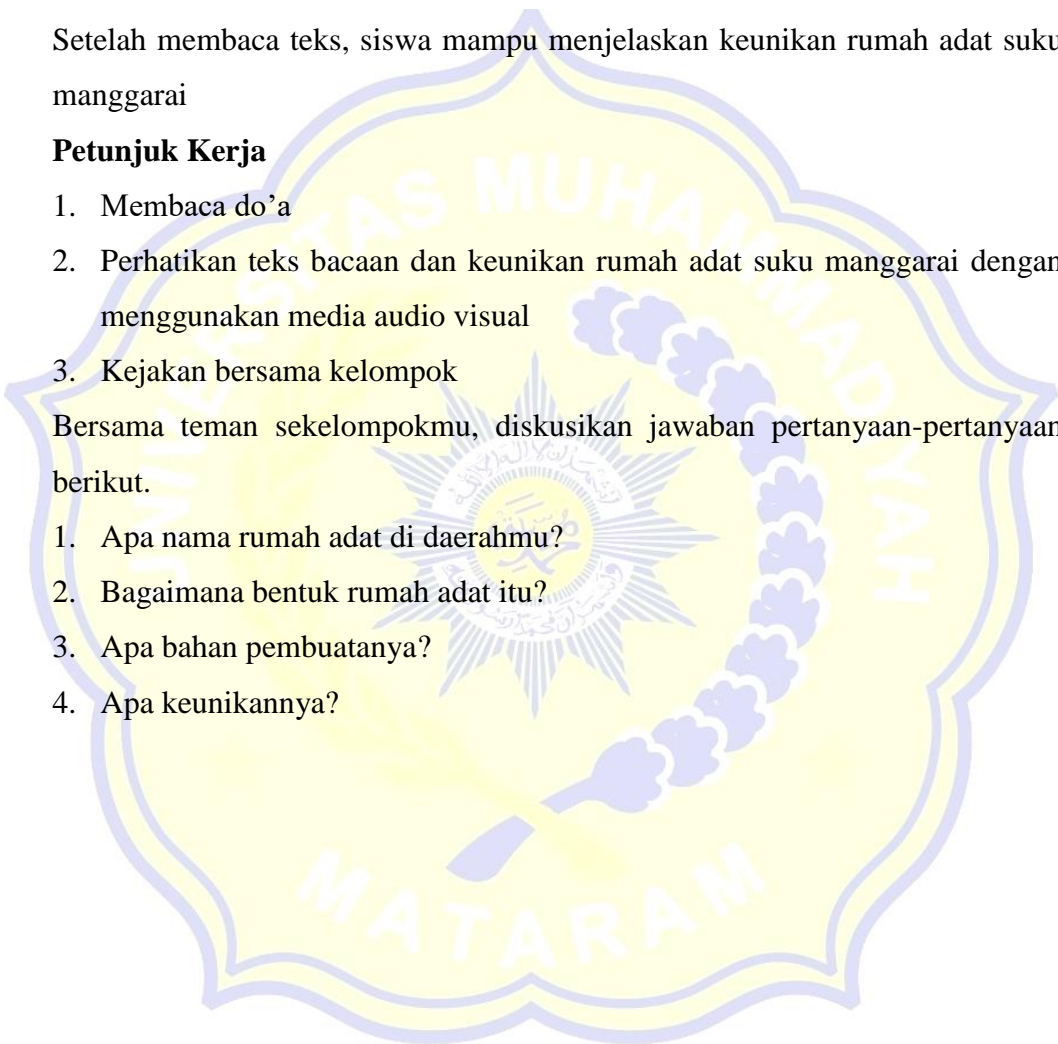 Setelah membaca teks, siswa mampu menjelaskan keunikan rumah adat suku
manggarai
Petunjuk Kerja
1. Membaca do’a
2. Perhatikan teks bacaan dan keunikan rumah adat suku manggarai dengan
menggunakan media audio visual
3. Kejakan bersama kelompok
Bersama teman sekelompokmu, diskusikan jawaban pertanyaan-pertanyaan
berikut.
1. Apa nama rumah adat di daerahmu?
2. Bagaimana bentuk rumah adat itu?
3. Apa bahan pembuatanya?
4. Apa keunikannya?
UNIVERSITAS MUHAMMADIYAH
MATARAM